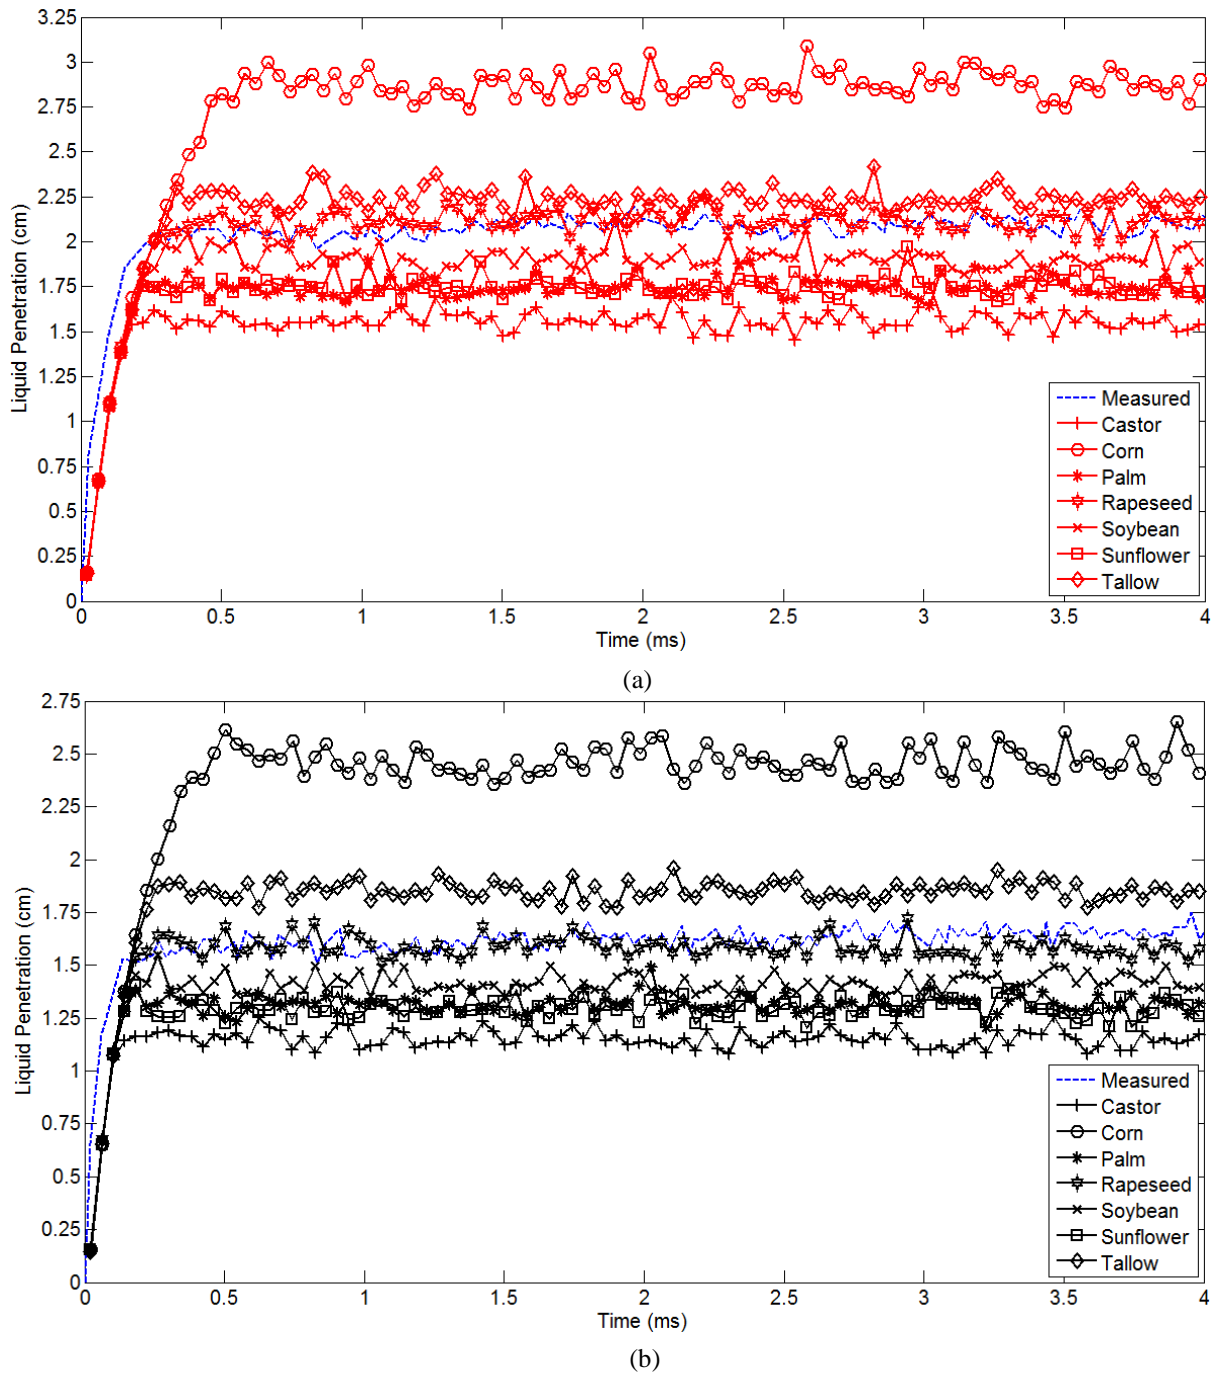 3.25
3
2.75
2.5
2.25
2
1.75
1.5
1.25
1
0.75
0.5
0.25
0
Liquid Penetration (cm)
Measured
Castor
Corn
Palm
Rapeseed
Soybean
Sunflower
Tallow
0 0.5 1 1.5 2 2.5 3 3.5 4
Time (ms)
(a)
2.75
2.5
2.25
2
1.75
1.5
1.25
1
0.75
0.5
0.25
0
Liquid Penetration (cm)
Measured
Castor
Corn
Palm
Rapeseed
Soybean
Sunflower
Tallow
0 0.5 1 1.5 2 2.5 3 3.5 4
Time (ms)
(b)